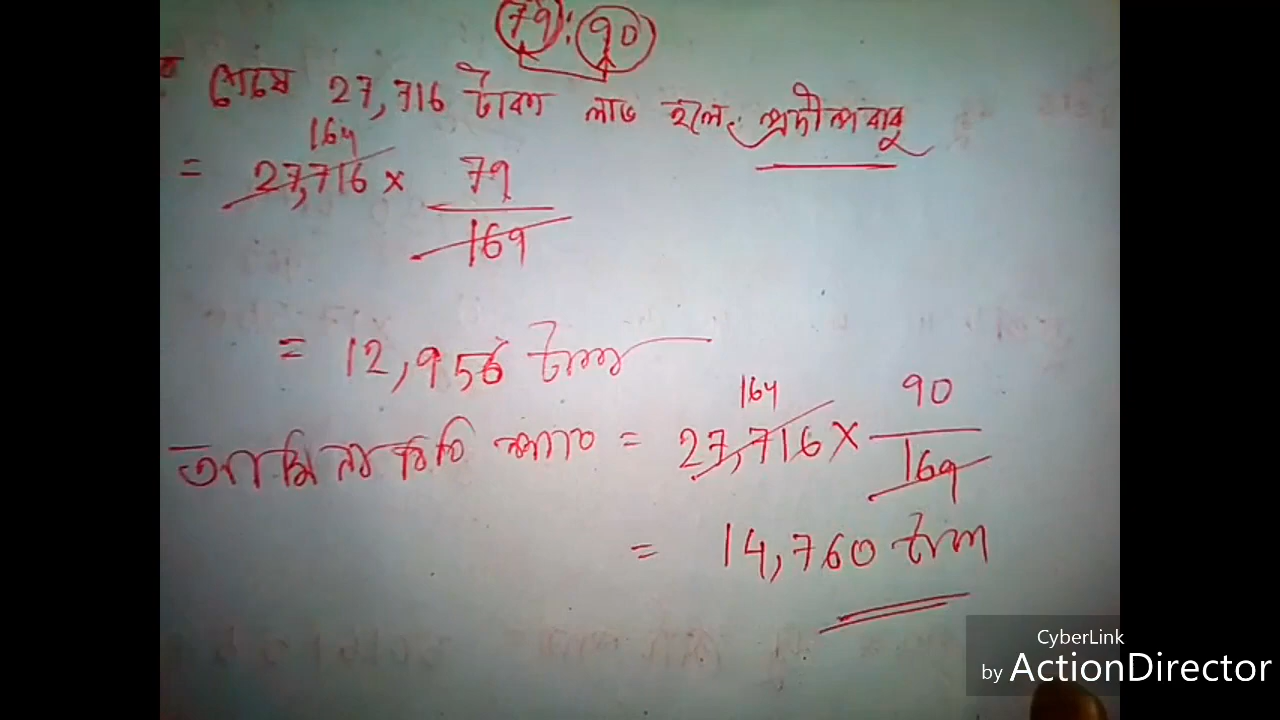 79:90
শেষে 27,716 টাকা লাভ হলে, প্রদীপবাবু
164
= 27,716 × 79/169
= 12,956 টাকা
164
আমিনাবিবি পাবে = 27,716 × 90/169
= 14,760 টাকা
CyberLink
by ActionDirector